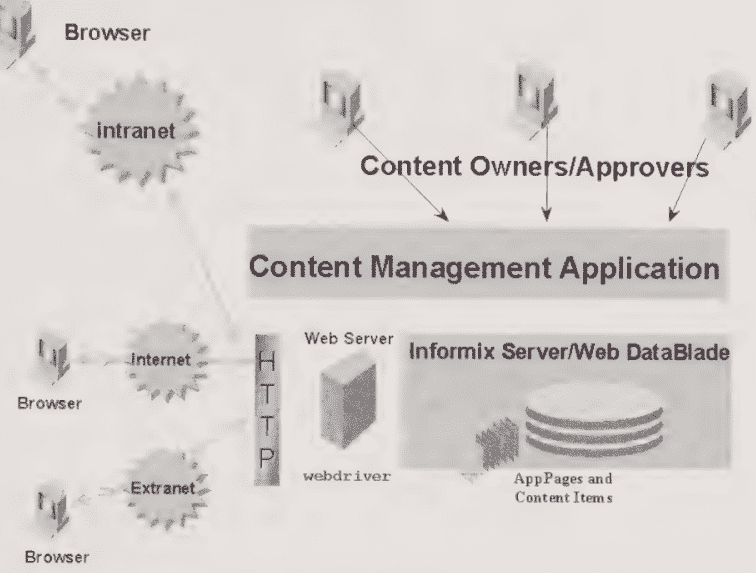 Browser
intranet
Content Owners/Approvers
Content Management Application
Web Server
Informix Server/Web DataBlade
Internet
HTTP
Browser
webdriver
AppPages and
Content Items
Extranet
Browser